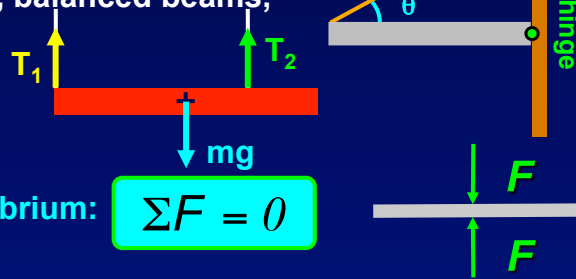 balanced beams;
θ
hinge
T₁
T₂
mg
brium:
ΣF = 0
F
F